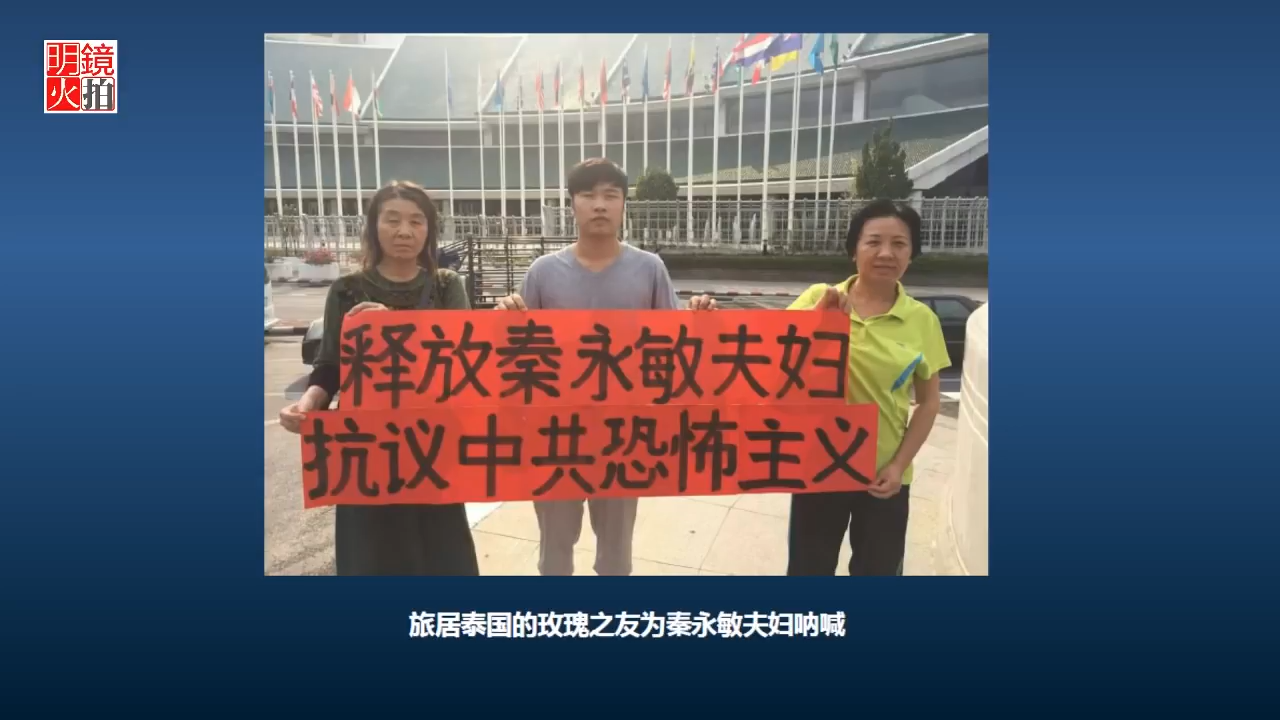 明鏡
火拍
释放秦永敏夫妇
抗议中共恐怖主义
旅居泰国的玫瑰之友为秦永敏夫妇呐喊